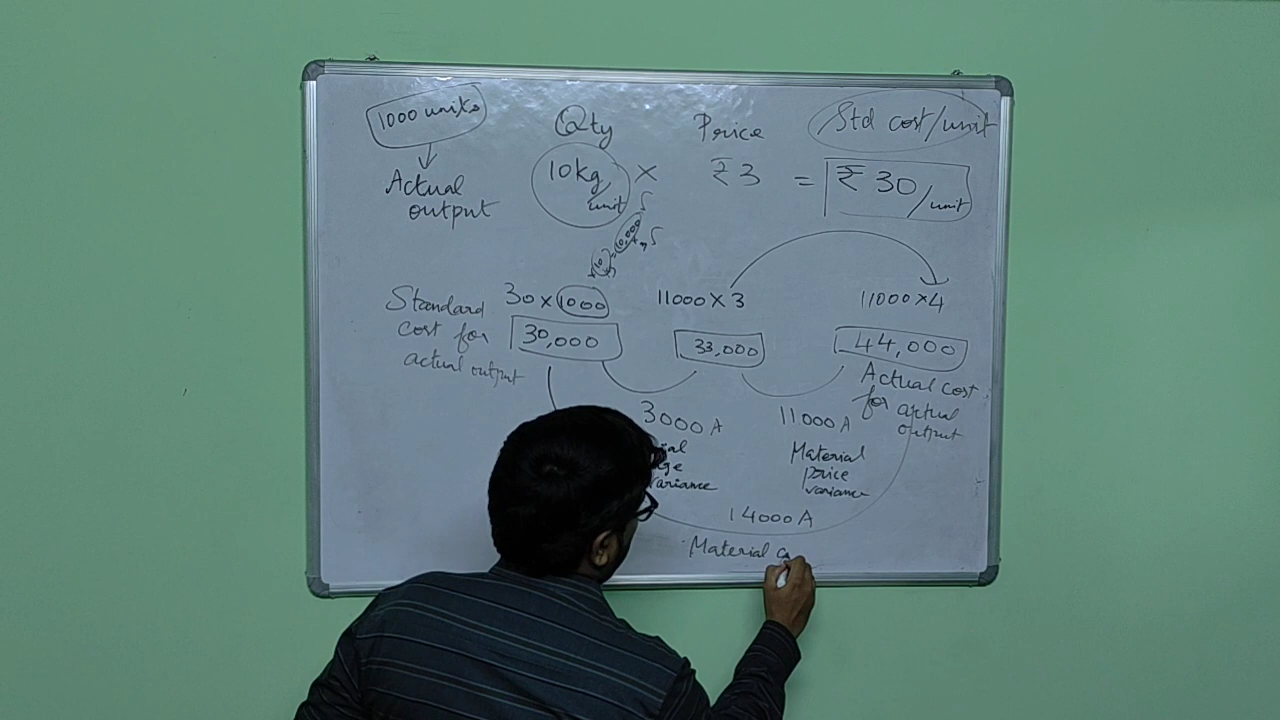 1000 units
Actual
output
Qty Price Std cost/unit
10kg/unit × ₹3 = ₹30/unit
10,000
Standard
cost for
actual output
30×1000 11000×3 11000×4
30,000 33,000 44,000
Actual cost
for actual
output
3000 A 11000 A
variance
Material
price
variance
14000 A
Material